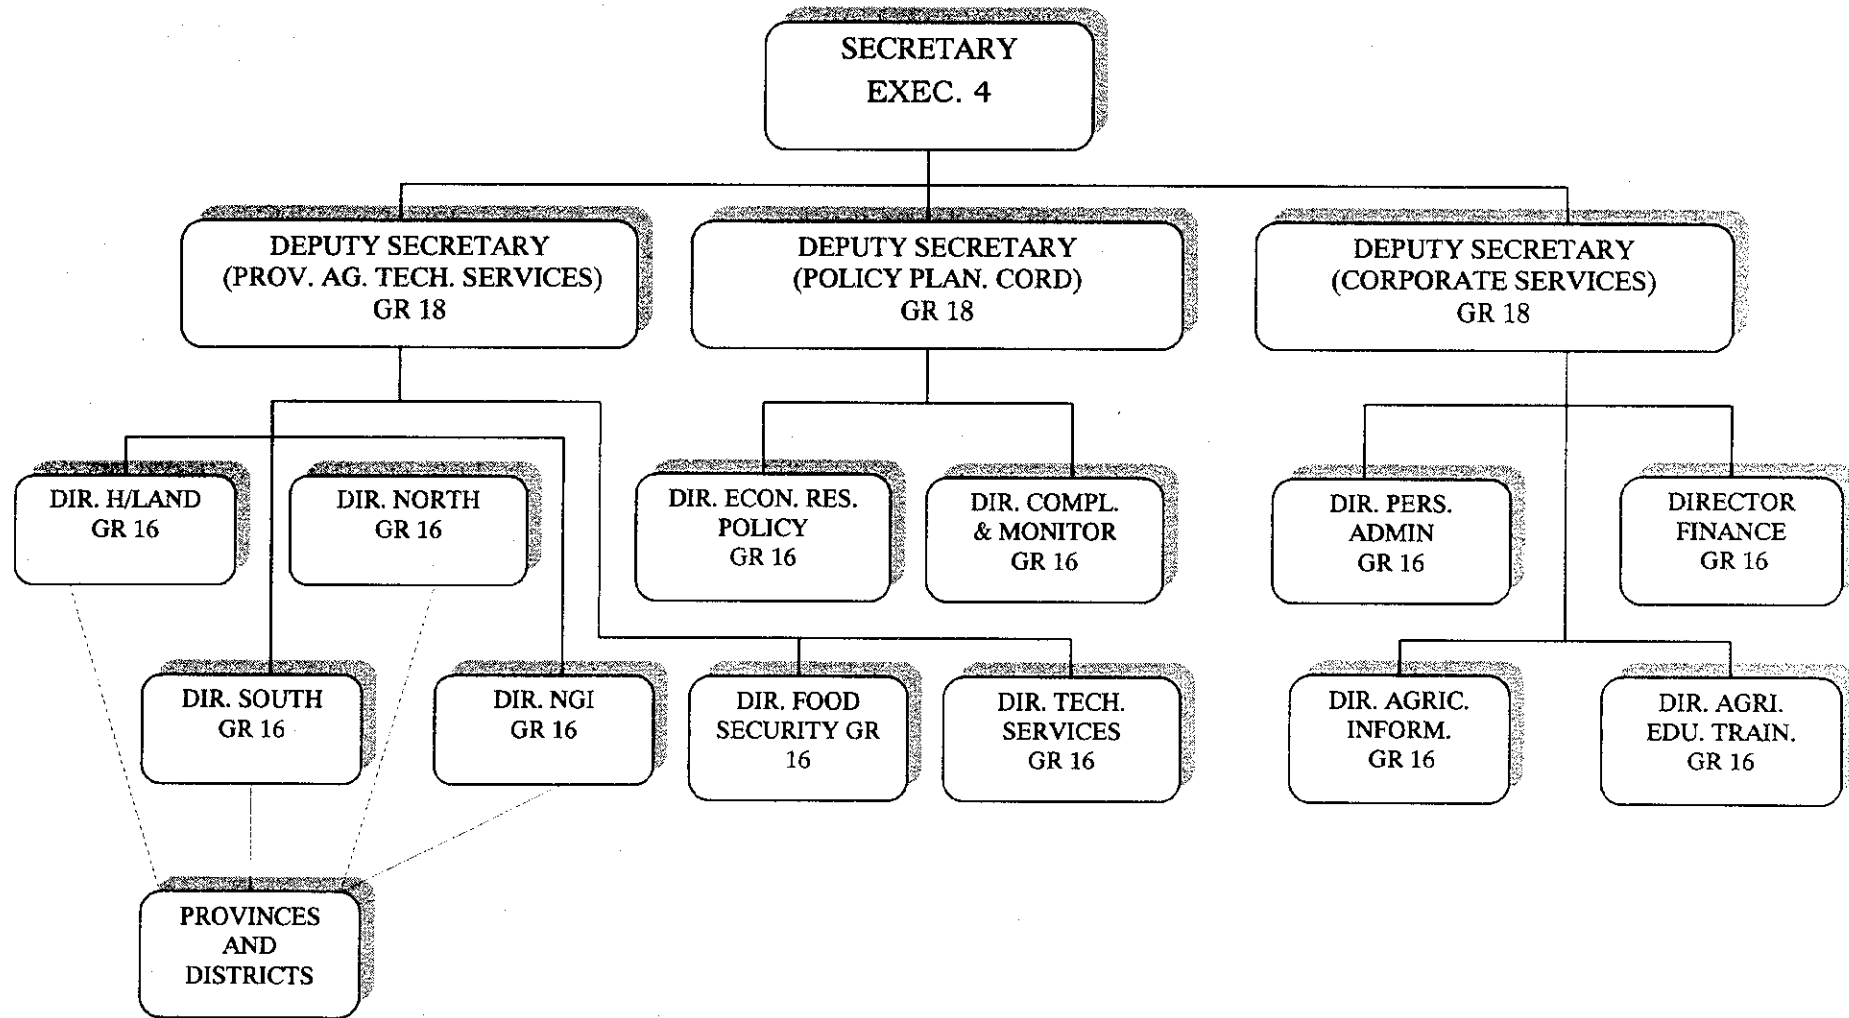 SECRETARY
EXEC. 4
DEPUTY SECRETARY
(PROV. AG. TECH. SERVICES)
GR 18
DEPUTY SECRETARY
(POLICY PLAN. CORD)
GR 18
DEPUTY SECRETARY
(CORPORATE SERVICES)
GR 18
DIR. H/LAND
GR 16
DIR. NORTH
GR 16
DIR. ECON. RES.
POLICY
GR 16
DIR. COMPL.
& MONITOR
GR 16
DIR. PERS.
ADMIN
GR 16
DIRECTOR
FINANCE
GR 16
DIR. SOUTH
GR 16
DIR. NGI
GR 16
DIR. FOOD
SECURITY GR
16
DIR. TECH.
SERVICES
GR 16
DIR. AGRIC.
INFORM.
GR 16
DIR. AGRI.
EDU. TRAIN.
GR 16
PROVINCES
AND
DISTRICTS